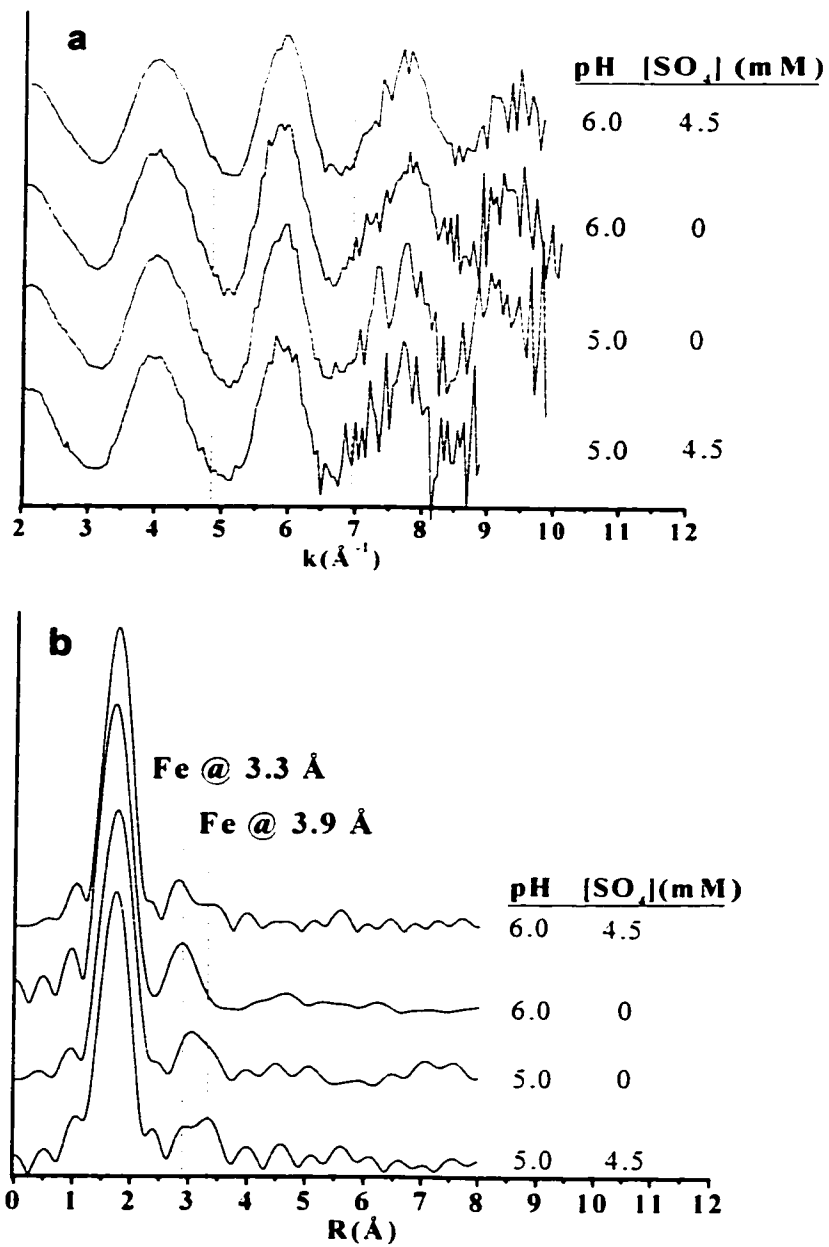 a
pH [SO₄] (mM)
6.0 4.5
6.0 0
5.0 0
5.0 4.5
2 3 4 5 6 7 8 9 10 11 12
k(Å⁻¹)
b
Fe @ 3.3 Å
Fe @ 3.9 Å
pH [SO₄](mM)
6.0 4.5
6.0 0
5.0 0
5.0 4.5
0 1 2 3 4 5 6 7 8 9 10 11 12
R(Å)